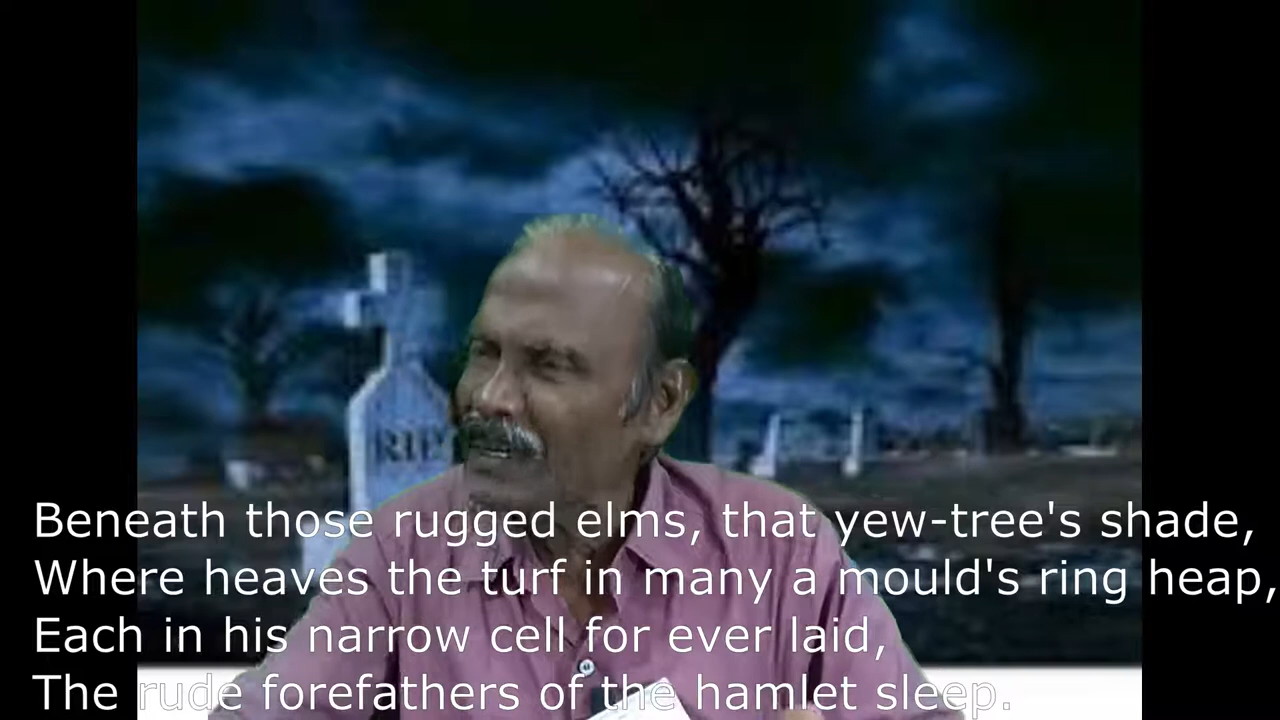 RIP
Beneath those rugged elms, that yew-tree's shade,
Where heaves the turf in many a mould's ring heap,
Each in his narrow cell for ever laid,
The rude forefathers of the hamlet sleep.